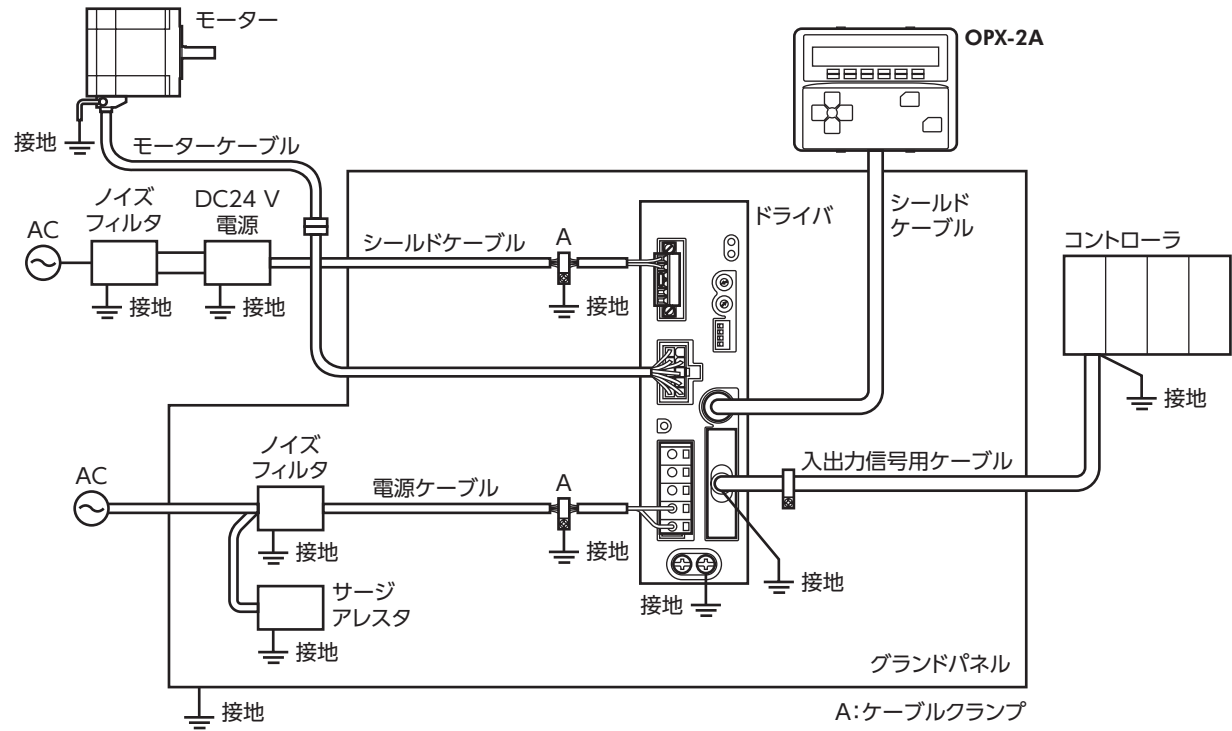 モーター
OPX-2A
接地
モーターケーブル
ノイズ
フィルタ
DC24 V
電源
AC
シールドケーブル
A
ドライバ
シールド
ケーブル
コントローラ
接地
接地
接地
接地
ノイズ
フィルタ
AC
電源ケーブル
A
入出力信号用ケーブル
接地
接地
接地
接地
サージ
アレスタ
接地
グランドパネル
接地
A：ケーブルクランプ